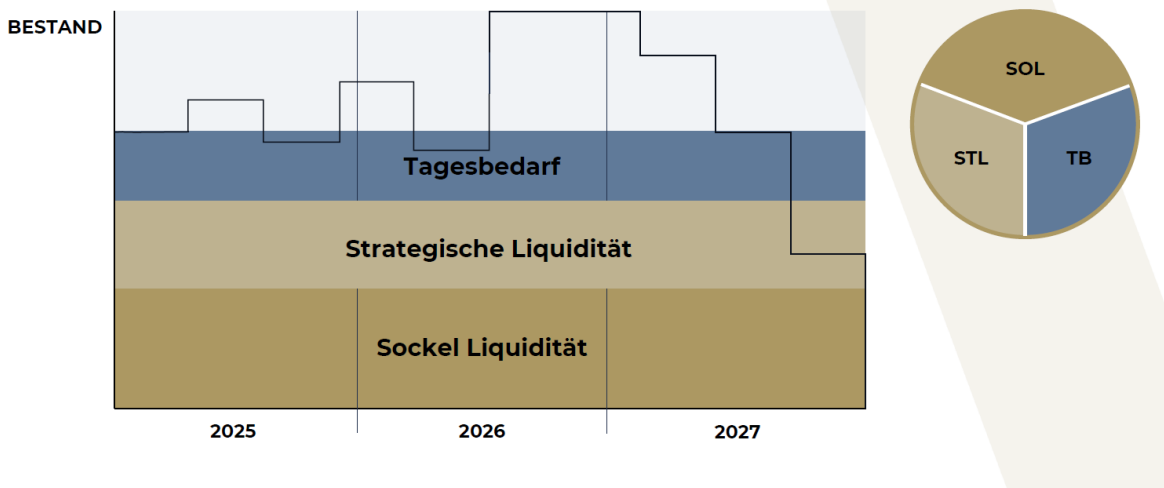 BESTAND
Tagesbedarf
Strategische Liquidität
Sockel Liquidität
2025
2026
2027
SOL
STL
TB